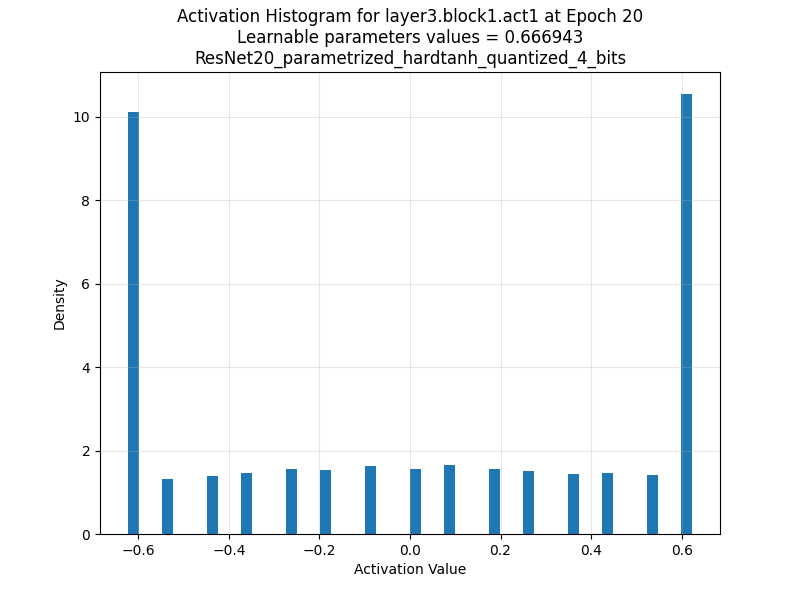 Activation Histogram for layer3.block1.act1 at Epoch 20
Learnable parameters values = 0.666943
ResNet20_parametrized_hardtanh_quantized_4_bits
10
8
6
4
2
0
Density
−0.6 −0.4 −0.2 0.0 0.2 0.4 0.6
Activation Value